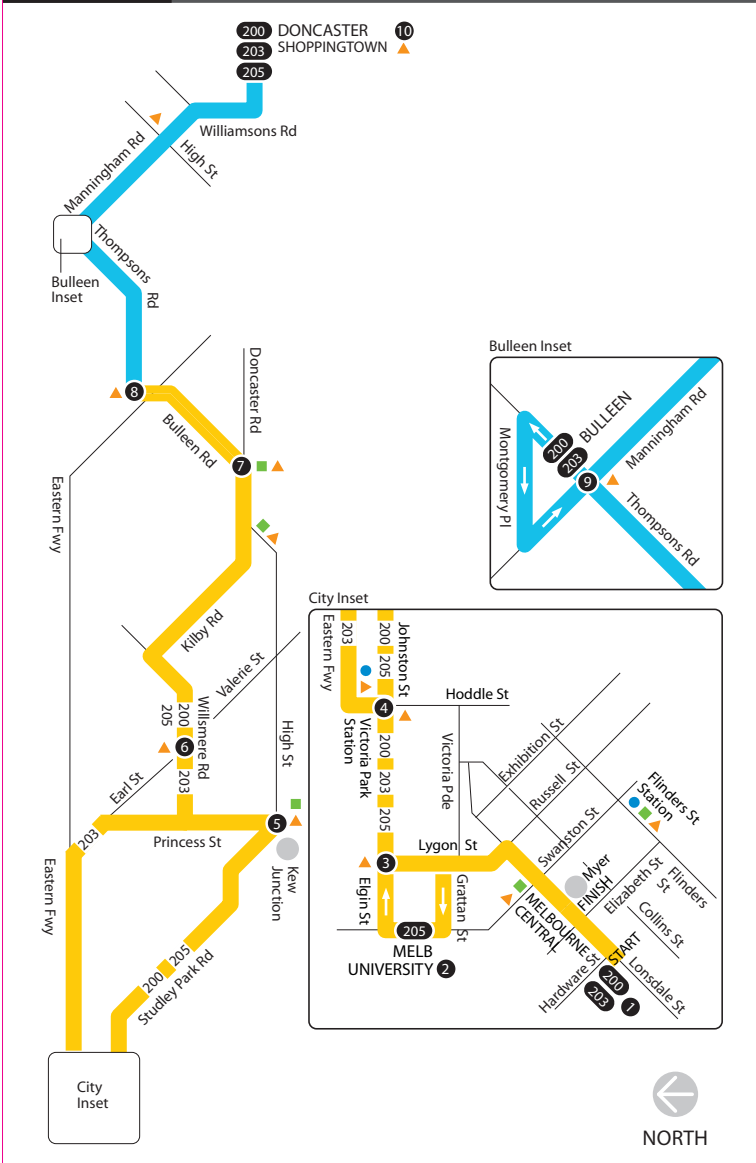 200 DONCASTER 10
203 SHOPPINGTOWN
205
Williamsons Rd
Manningham Rd
High St
Thompsons
Rd
Bulleen
Inset
8
Bulleen Rd
Doncaster Rd
7
Eastern Fwy
Kilby Rd
Valerie St
Willsmere Rd
200
205
6
203
High St
Earl St
203
Princess St
5
Kew
Junction
Eastern Fwy
200
205
Studley Park Rd
City
Inset
Bulleen Inset
BULLEEN
200
203
Montgomery Pl
Manningham Rd
9
Thompsons Rd
City Inset
Eastern Fwy
203
200
205
Johnston St
Hoddle St
4
Victoria Park
Station
200
203
205
Victoria Pde
Exhibition St
Russell St
Swanston St
Flinders St
Station
3
Lygon St
Elgin St
Grattan St
205
MELB
UNIVERSITY 2
MELBOURNE
CENTRAL
Myer
FINISH
Elizabeth St
Flinders
St
Collins St
START
Hardware St
Lonsdale St
200
203
1
NORTH